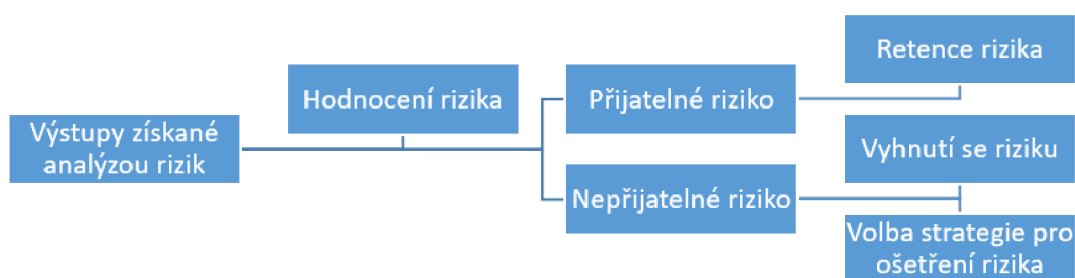 Výstupy získané
analýzou rizik
Hodnocení rizika
Přijatelné riziko
Retence rizika
Nepřijatelné riziko
Vyhnutí se riziku
Volba strategie pro
ošetření rizika